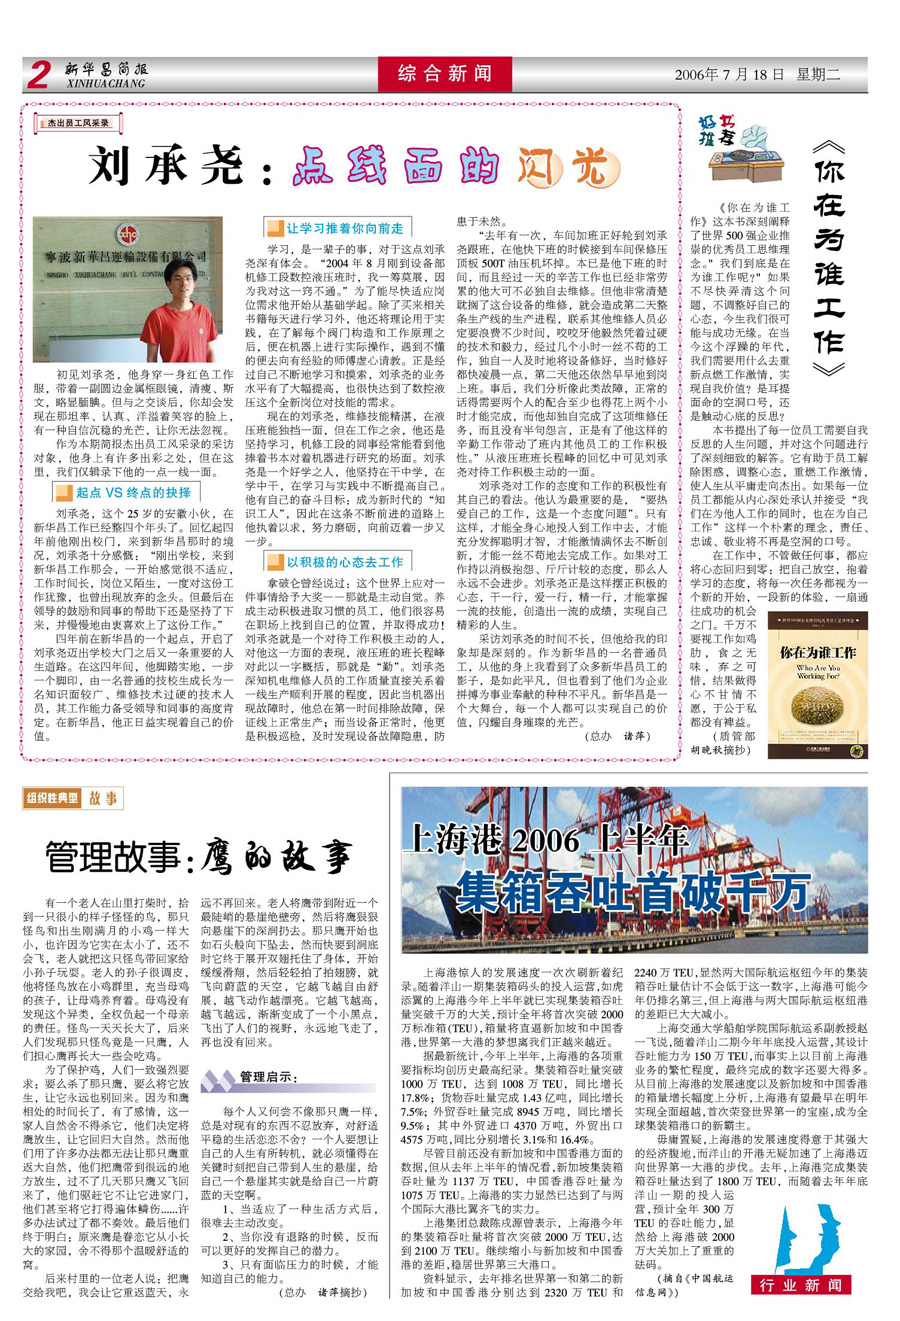 2
新华昌简报
XINHUACHANG
综合新闻
2006年7月18日 星期二
杰出员工风采录
刘承尧：点线面的闪光
寧波新華昌運輸設備有限公司
初见刘承尧，他身穿一身红色工作
服，带着一副圆边金属框眼镜，清瘦、斯
文，略显腼腆。但与之交谈后，你却会发
现在那坦率、认真、洋溢着笑容的脸上，
有一种自信沉稳的光芒，让你无法忽视。
作为本期简报杰出员工风采录的采访
对象，他身上有许多出彩之处，但在这
里，我们仅辑录下他的一点一线一面。
起点 VS 终点的抉择
刘承尧，这个 25 岁的安徽小伙，在
新华昌工作已经整四个年头了。回忆起四
年前他刚出校门，来到新华昌那时的境
况，刘承尧十分感慨：“刚出学校，来到
新华昌工作那会，一开始感觉很不适应，
工作时间长，岗位又陌生，一度对这份工
作犹豫，也曾出现放弃的念头。但最后在
领导的鼓励和同事的帮助下还是坚持了下
来，并慢慢地由衷喜欢上了这份工作。”
四年前在新华昌的一个起点，开启了
刘承尧迈出学校大门之后又一条重要的人
生道路。在这四年间，他脚踏实地，一步
一个脚印，由一名普通的技校生成长为一
名知识面较广、维修技术过硬的技术人
员，其工作能力备受领导和同事的高度肯
定。在新华昌，他正日益实现着自己的价
值。
让学习推着你向前走
学习，是一辈子的事，对于这点刘承
尧深有体会。“2004 年 8 月刚到设备部
机修工段数控液压班时，我一筹莫展，因
为我对这一窍不通。”为了能尽快适应岗
位需求他开始从基础学起。除了买来相关
书籍每天进行学习外，他还将理论用于实
践，在了解每个阀门构造和工作原理之
后，便在机器上进行实际操作，遇到不懂
的便去向有经验的师傅虚心请教。正是经
过自己不断地学习和摸索，刘承尧的业务
水平有了大幅提高，也很快达到了数控液
压这个全新岗位对技能的需求。
现在的刘承尧，维修技能精湛，在液
压班能独挡一面，但在工作之余，他还是
坚持学习，机修工段的同事经常能看到他
捧着书本对着机器进行研究的场面。刘承
尧是一个好学之人，他坚持在干中学，在
学中干，在学习与实践中不断提高自己。
他有自己的奋斗目标；成为新时代的“知
识工人”，因此在这条不断前进的道路上
他执着以求，努力磨砺，向前迈着一步又
一步。
以积极的心态去工作
拿破仑曾经说过：这个世界上应对一
件事情给予大奖－－那就是主动自觉。养
成主动积极进取习惯的员工，他们很容易
在职场上找到自己的位置，并取得成功！
刘承尧就是一个对待工作积极主动的人，
对他这一方面的表现，液压班的班长程峰
对此以一字概括，那就是“勤”。刘承尧
深知机电维修人员的工作质量直接关系着
一线生产顺利开展的程度，因此当机器出
现故障时，他总在第一时间排除故障，保
证线上正常生产；而当设备正常时，他更
是积极巡检，及时发现设备故障隐患，防
患于未然。
“去年有一次，车间加班正好轮到刘承
尧跟班，在他快下班的时候接到车间保修压
顶板 500T 油压机坏掉。本已是他下班的时
间，而且经过一天的辛苦工作也已经非常劳
累的他大可不必独自去维修。但他非常清楚
耽搁了这台设备的维修，就会造成第二天整
条生产线的生产进程，联系其他维修人员必
定要浪费不少时间，咬咬牙他毅然凭着过硬
的技术和毅力，经过几个小时一丝不苟的工
作，独自一人及时地将设备修好，当时修好
都快凌晨一点，第二天他还依然早早地到岗
上班。事后，我们分析像此类故障，正常的
话得需要两个人的配合至少也得花上两个小
时才能完成，而他却独自完成了这项维修任
务，而且没有半句怨言，正是有了他这样的
辛勤工作带动了班内其他员工的工作积极
性。”从液压班班长程峰的回忆中可见刘承
尧对待工作积极主动的一面。
刘承尧对工作的态度和工作的积极性有
其自己的看法。他认为最重要的是，“要热
爱自己的工作，这是一个态度问题”。只有
这样，才能全身心地投入到工作中去，才能
充分发挥聪明才智，才能激情满怀去不断创
新，才能一丝不苟地去完成工作。如果对工
作持以消极抱怨、斤斤计较的态度，那么人
永远不会进步。刘承尧正是这样摆正积极的
心态，干一行，爱一行，精一行，才能掌握
一流的技能，创造出一流的成绩，实现自己
精彩的人生。
采访刘承尧的时间不长，但他给我的印
象却是深刻的。作为新华昌的一名普通员
工，从他的身上我看到了众多新华昌员工的
影子，是如此平凡，但也看到了他们为企业
拼搏为事业奉献的种种不平凡。新华昌是一
个大舞台，每一个人都可以实现自己的价
值，闪耀自身璀璨的光芒。
(总办 诸萍)
好书推荐
《你在为谁工作》
《你在为谁工
作》这本书深刻阐释
了世界 500 强企业推
崇的优秀员工思维理
念。”我们到底是在
为谁工作呢?”如果
不尽快弄清这个问
题，不调整好自己的
心态，今生我们很可
能与成功无缘。在当
今这个浮躁的年代，
我们需要用什么去重
新点燃工作激情，实
现自我价值？是耳提
面命的空洞口号，还
是触动心底的反思?
本书提出了每一位员工需要自我
反思的人生问题，并对这个问题进行
了深刻细致的解答。它有助于员工解
除困惑，调整心态，重燃工作激情，
使人生从平庸走向杰出。如果每一位
员工都能从内心深处承认并接受“我
们在为他人工作的同时，也在为自己
工作”这样一个朴素的理念，责任、
忠诚、敬业将不再是空洞的口号。
在工作中，不管做任何事，都应
将心态回归到零：把自己放空，抱着
学习的态度，将每一次任务都视为一
个新的开始，一段新的体验，一扇通
往成功的机会
之门。千万不
要视工作如鸡
肋，食之无
味，弃之可
惜，结果做得
心不甘情不
愿，于公于私
都没有裨益。
(质管部
胡晚秋摘抄)
你在为谁工作
Who Are You
Working For?
组织性典型 故事
管理故事：鹰的故事
有一个老人在山里打柴时，拾
到一只很小的样子怪怪的鸟，那只
怪鸟和出生刚满月的小鸡一样大
小，也许因为它实在太小了，还不
会飞，老人就把这只怪鸟带回家给
小孙子玩耍。老人的孙子很调皮，
他将怪鸟放在小鸡群里，充当母鸡
的孩子，让母鸡养育着。母鸡没有
发现这个异类，全权负起一个母亲
的责任。怪鸟一天天长大了，后来
人们发现那只怪鸟竟是一只鹰，人
们担心鹰再长大一些会吃鸡。
为了保护鸡，人们一致强烈要
求：要么杀了那只鹰，要么将它放
生，让它永远也别回来。因为和鹰
相处的时间长了，有了感情，这一
家人自然舍不得杀它，他们决定将
鹰放生，让它回归大自然。然而他
们用了许多办法都无法让那只鹰重
返大自然，他们把鹰带到很远的地
方放生，过不了几天那只鹰又飞回
来了，他们驱赶它不让它进家门，
他们甚至将它打得遍体鳞伤......许
多办法试过了都不奏效。最后他们
终于明白：原来鹰是眷恋它从小长
大的家园，舍不得那个温暖舒适的
窝。
后来村里的一位老人说：把鹰
交给我吧，我会让它重返蓝天，永
远不再回来。老人将鹰带到附近一个
最陡峭的悬崖绝壁旁，然后将鹰狠狠
向悬崖下的深涧扔去。那只鹰开始也
如石头般向下坠去，然而快要到涧底
时它终于展开双翅托住了身体，开始
缓缓滑翔，然后轻轻拍了拍翅膀，就
飞向蔚蓝的天空，它越飞越自由舒
展，越飞动作越漂亮。它越飞越高，
越飞越远，渐渐变成了一个小黑点，
飞出了人们的视野，永远地飞走了，
再也没有回来。
管理启示：
每个人又何尝不像那只鹰一样，
总是对现有的东西不忍放弃，对舒适
平稳的生活恋恋不舍？一个人要想让
自己的人生有所转机，就必须懂得在
关键时刻把自己带到人生的悬崖，给
自己一个悬崖其实就是给自己一片蔚
蓝的天空啊。
1、当适应了一种生活方式后，
很难去主动改变。
2、当你没有退路的时候，反而
可以更好的发挥自己的潜力。
3、只有面临压力的时候，才能
知道自己的能力。
(总办 诸萍摘抄)
上海港 2006 上半年
集箱吞吐首破千万
上海港惊人的发展速度一次次刷新着纪
录。随着洋山一期集装箱码头的投入运营，如虎
添翼的上海港今年上半年就已实现集装箱吞吐
量突破千万的大关，预计全年将首次突破 2000
万标准箱(TEU)，箱量将直逼新加坡和中国香
港，世界第一大港的梦想离我们正越来越近。
据最新统计，今年上半年，上海港的各项重
要指标均创历史最高纪录。集装箱吞吐量突破
1000 万 TEU，达到 1008 万 TEU，同比增长
17.8%；货物吞吐量完成 1.43 亿吨，同比增长
7.5%；外贸吞吐量完成 8945 万吨，同比增长
9.5%；其中外贸进口 4370 万吨，外贸出口
4575 万吨，同比分别增长 3.1%和 16.4%。
尽管目前还没有新加坡和中国香港方面的
数据，但从去年上半年的情况看，新加坡集装箱
吞吐量为 1137 万 TEU，中国香港吞吐量为
1075 万 TEU。上海港的实力显然已达到了与两
个国际大港比翼齐飞的实力。
上港集团总裁陈戌源曾表示，上海港今年
的集装箱吞吐量将首次突破 2000 万 TEU，达
到 2100 万 TEU。继续缩小与新加坡和中国香
港的差距，稳居世界第三大港口。
资料显示，去年排名世界第一和第二的新
加坡和中国香港分别达到 2320 万 TEU 和
2240 万 TEU，显然两大国际航运枢纽今年的集装
箱吞吐量估计不会低于这一数字，上海港可能今
年仍排名第三，但上海港与两大国际航运枢纽港
的差距已大大减小。
上海交通大学船舶学院国际航运系副教授赵
一飞说，随着洋山二期今年年底投入运营，其设计
吞吐能力为 150 万 TEU，而事实上以目前上海港
业务的繁忙程度，最终完成的数字还要大得多。
从目前上海港的发展速度以及新加坡和中国香港
的箱量增长幅度上分析，上海港有望最早在明年
实现全面超越，首次荣登世界第一的宝座，成为全
球集装箱港口的新霸主。
毋庸置疑，上海港的发展速度得意于其强大
的经济腹地，而洋山的开港无疑加速了上海港迈
向世界第一大港的步伐。去年，上海港完成集装
箱吞吐量达到了 1800 万 TEU，而随着去年年底
洋山一期的投入运
营，预计全年 300 万
TEU 的吞吐能力，显
然给上海港破 2000
万大关加上了重重的
砝码。
(摘自《中国航运
信息网》)
行业新闻